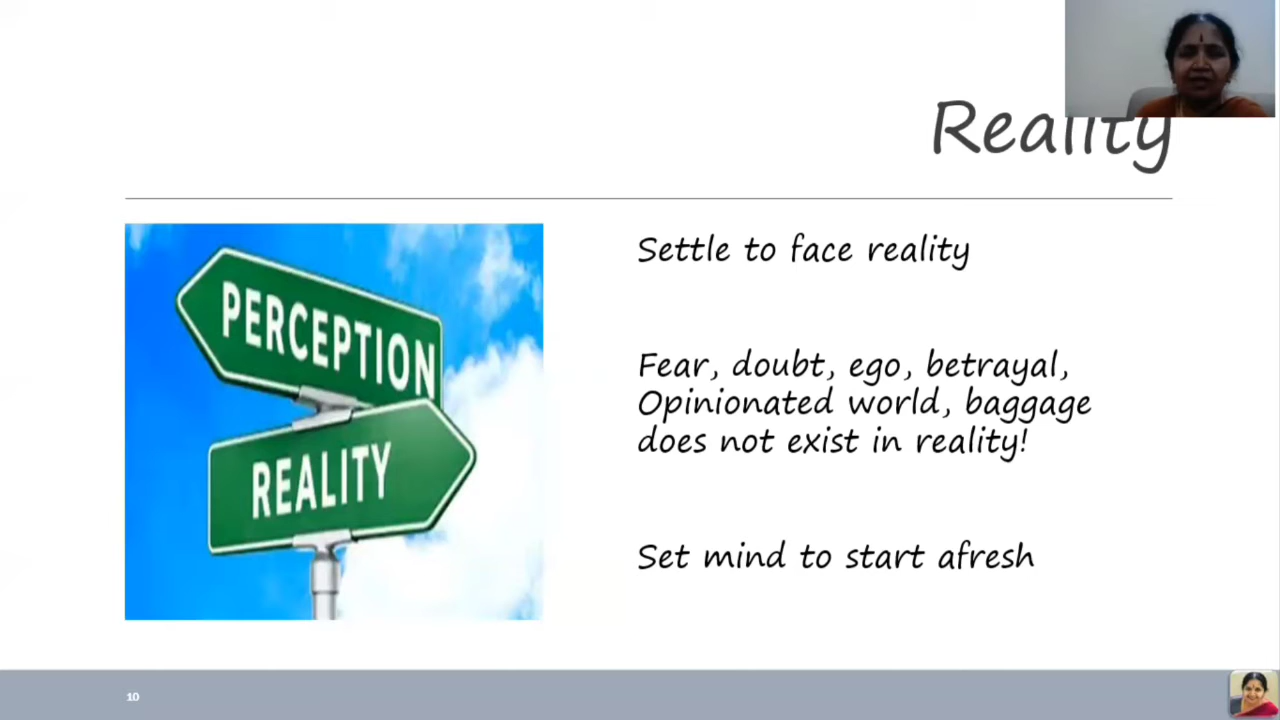 Reality
PERCEPTION
REALITY
Settle to face reality
Fear, doubt, ego, betrayal,
Opinionated world, baggage
does not exist in reality!
Set mind to start afresh
10